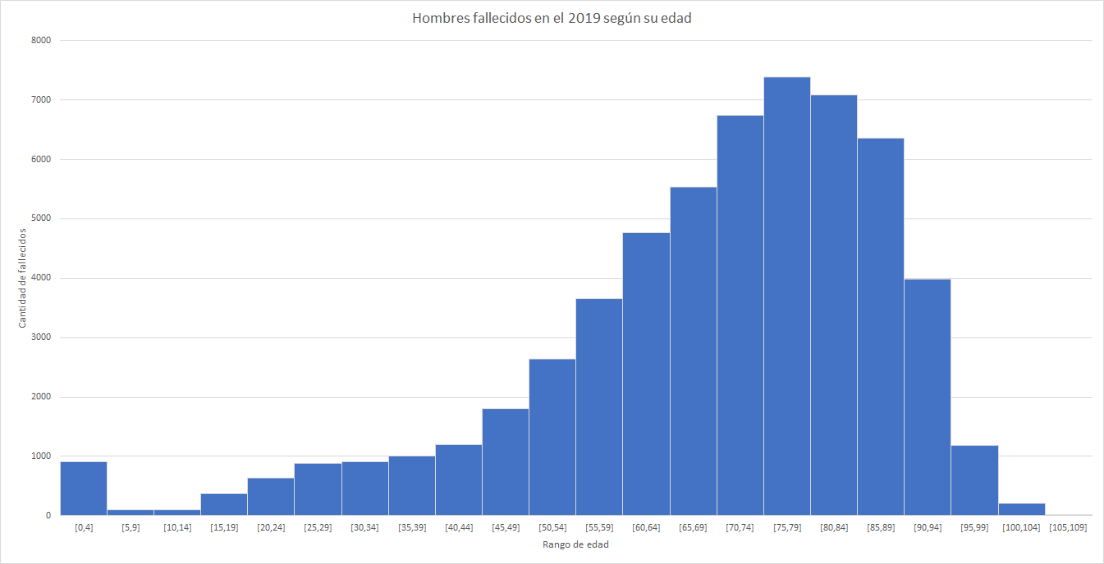 Hombres fallecidos en el 2019 según su edad
8000
7000
6000
5000
4000
3000
2000
1000
0
Cantidad de fallecidos
[0,4] [5,9] [10,14] [15,19] [20,24] [25,29] [30,34] [35,39] [40,44] [45,49] [50,54] [55,59] [60,64] [65,69] [70,74] [75,79] [80,84] [85,89] [90,94] [95,99] [100,104] [105,109]
Rango de edad